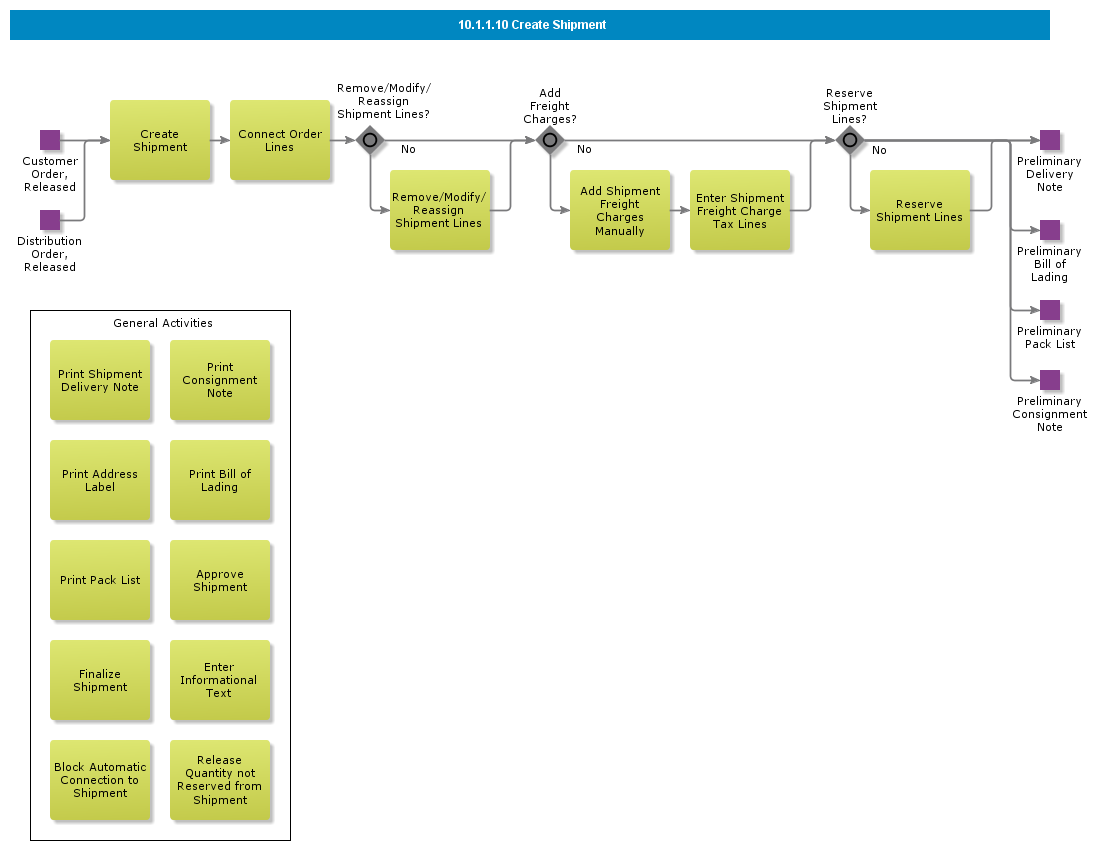 10.1.1.10 Create Shipment
Customer
Order,
Released
Distribution
Order,
Released
Create
Shipment
Connect Order
Lines
Remove/Modify/
Reassign
Shipment Lines?
No
Remove/Modify/
Reassign
Shipment Lines
Add
Freight
Charges?
No
Add Shipment
Freight
Charges
Manually
Enter Shipment
Freight Charge
Tax Lines
Reserve
Shipment
Lines?
No
Reserve
Shipment Lines
Preliminary
Delivery
Note
Preliminary
Bill of
Lading
Preliminary
Pack List
Preliminary
Consignment
Note
General Activities
Print Shipment
Delivery Note
Print
Consignment
Note
Print Address
Label
Print Bill of
Lading
Print Pack List
Approve
Shipment
Finalize
Shipment
Enter
Informational
Text
Block Automatic
Connection to
Shipment
Release
Quantity not
Reserved from
Shipment